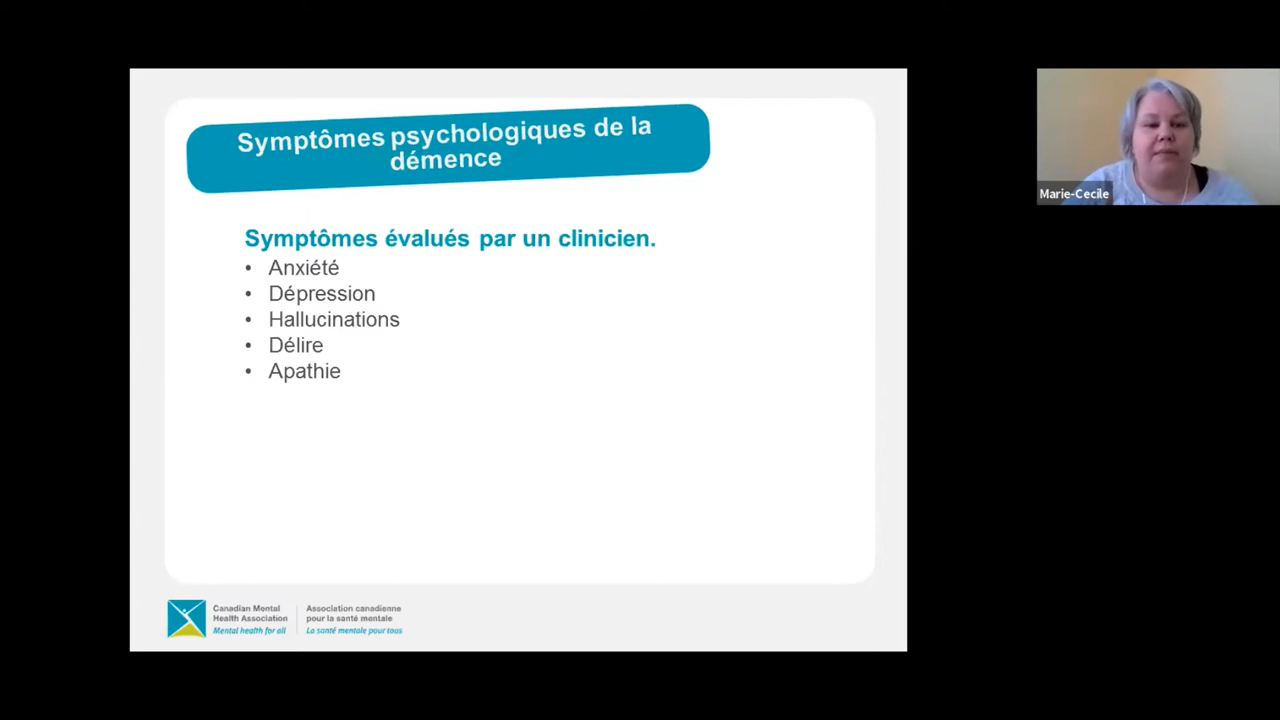 Symptômes psychologiques de la
démence
Symptômes évalués par un clinicien.
• Anxiété
• Dépression
• Hallucinations
• Délire
• Apathie
Canadian Mental
Health Association
Mental health for all
Association canadienne
pour la santé mentale
La santé mentale pour tous
Marie-Cecile